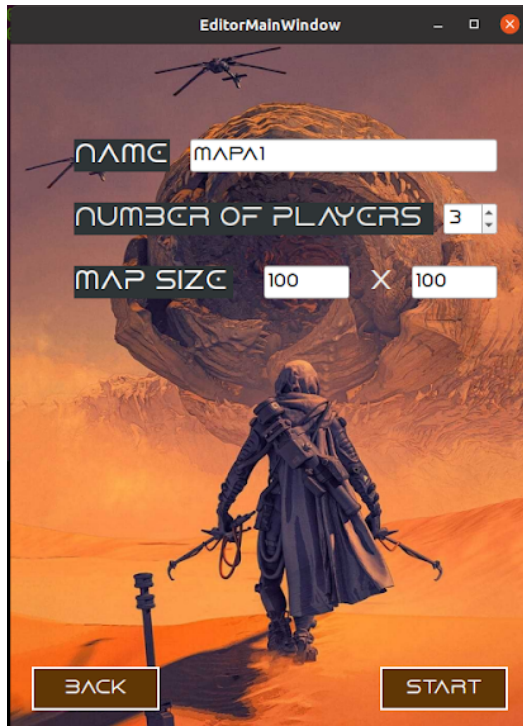 EditorMainWindow
NAME MAPA1
NUMBER OF PLAYERS 3
MAP SIZE 100 X 100
BACK START